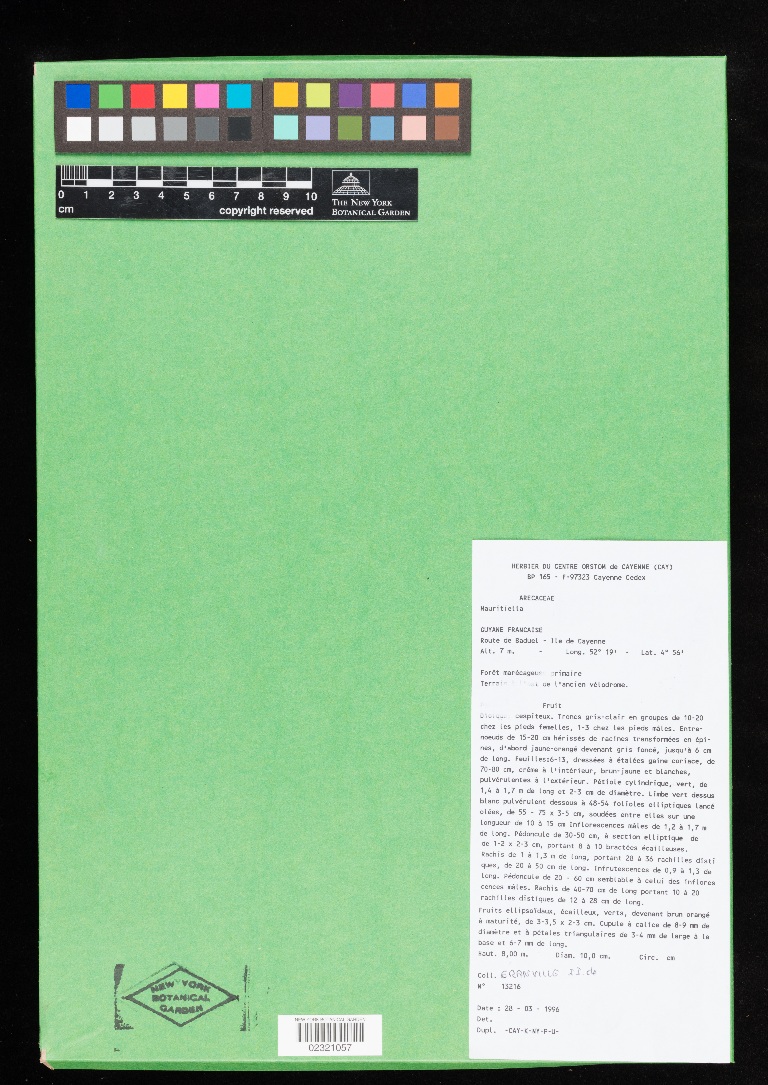 0 1 2 3 4 5 6 7 8 9 10
cm
copyright reserved
THE NEW YORK
BOTANICAL GARDEN
HERBIER DU CENTRE ORSTOM de CAYENNE (CAY)
BP 165 - F-97323 Cayenne Cedex
ARECACEAE
Mauritiella
GUYANE FRANCAISE
Route de Baduel - Ile de Cayenne
Alt. 7 m. - Long. 52° 19' - Lat. 4° 56'
Forêt marécageuse primaire
de l'ancien vélodrome.
Fruit
cespiteux. Troncs gris-clair en groupes de 10-20
chez les pieds femelles, 1-3 chez les pieds mâles. Entre-
noeuds de 15-20 cm hérissés de racines transformées en épi-
nes, d'abord jaune-orangé devenant gris foncé, jusqu'à 6 cm
de long. Feuilles:6-13, dressées à étalées gaine coriace, de
70-80 cm, crème à l'intérieur, brun-jaune et blanches,
pulvérulentes à l'extérieur. Pétiole cylindrique, vert, de
1,4 à 1,7 m de long et 2-3 cm de diamètre. Limbe vert dessus
blanc pulvérulent dessous à 48-54 folioles elliptiques lancé
olées, de 55 - 75 x 3-5 cm, soudées entre elles sur une
longueur de 10 à 15 cm Inflorescences mâles de 1,2 à 1,7 m
de long. Pédoncule de 30-50 cm, à section elliptique de
de 1-2 x 2-3 cm, portant 8 à 10 bractées écailleuses.
Rachis de 1 à 1,3 m de long, portant 28 à 36 rachilles disti
ques, de 20 à 50 cm de long. Infrutescences de 0,9 à 1,3 de
long. Pédoncule de 20 - 60 cm semblable à celui des inflores
cences mâles. Rachis de 40-70 cm de long portant 10 à 20
rachilles distiques de 12 à 28 cm de long.
Fruits ellipsoïdaux, écailleux, verts, devenant brun orangé
à maturité, de 3-3,5 x 2-3 cm. Cupule à calice de 8-9 mm de
diamètre et à pétales triangulaires de 3-4 mm de large à la
base et 6-7 mm de long.
Haut. 8,00 m. Diam. 10,0 cm. Circ. cm
Coll. GRANVILLE JJ de
N° 13216
Date : 28 - 03 - 1996
Det.
Dupl. -CAY-K-NY-P-U-
NEW YORK
BOTANICAL
GARDEN
NEW YORK BOTANICAL GARDEN
02321057